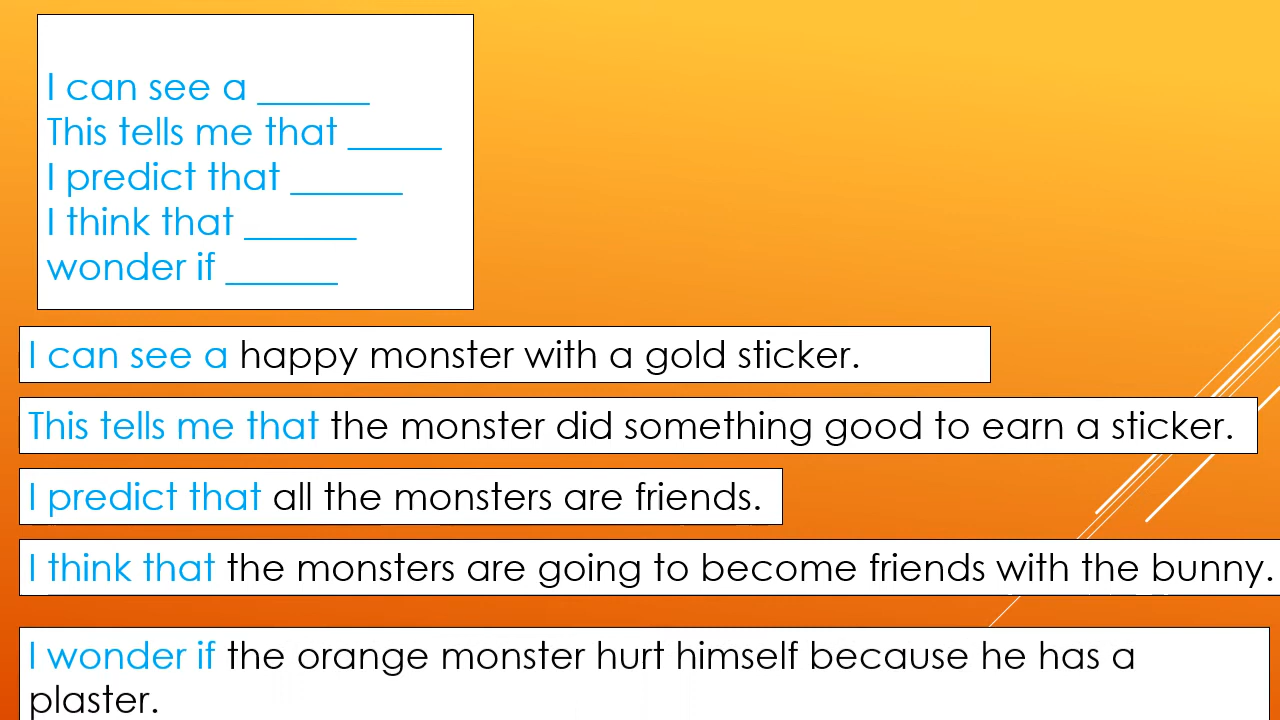 I can see a ______
This tells me that _____
I predict that ______
I think that ______
wonder if ______
I can see a happy monster with a gold sticker.
This tells me that the monster did something good to earn a sticker.
I predict that all the monsters are friends.
I think that the monsters are going to become friends with the bunny.
I wonder if the orange monster hurt himself because he has a
plaster.